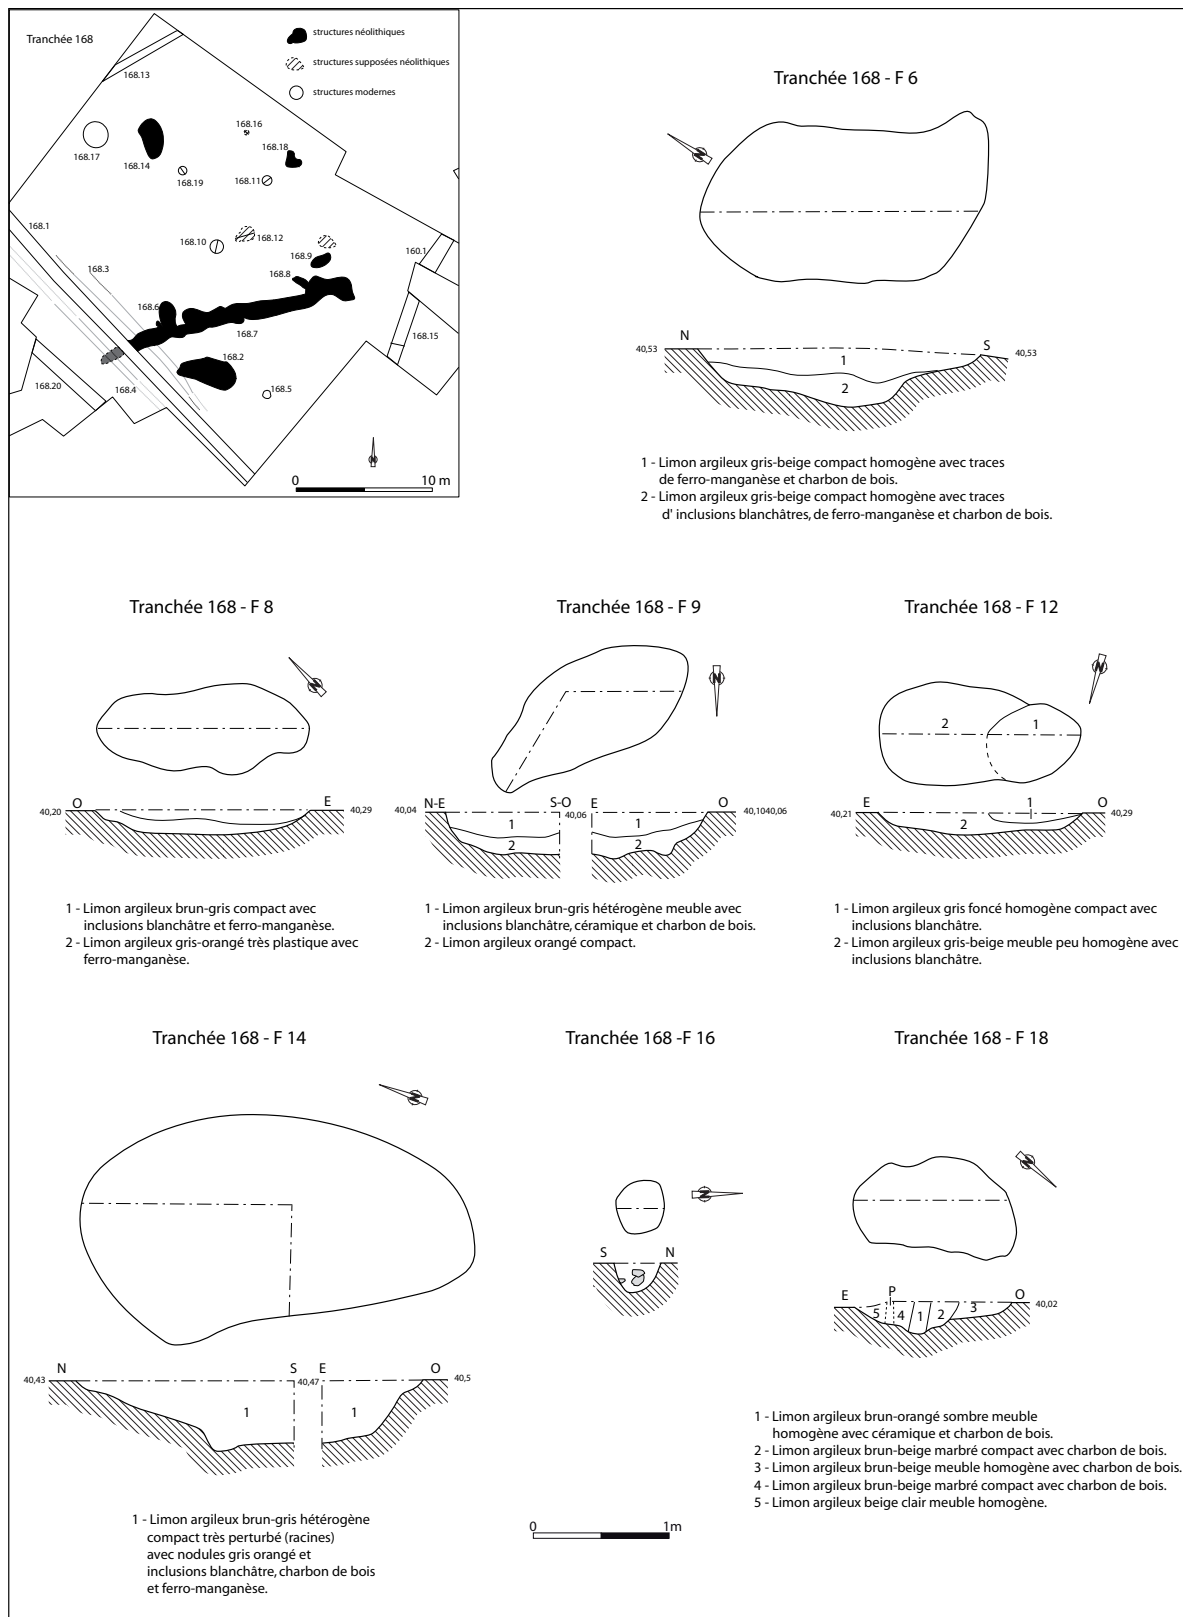 Tranchée 168
structures néolithiques
structures supposées néolithiques
structures modernes
168.13
168.16
168.17
168.14
168.18
168.19
168.11
168.1
168.10
168.12
160.1
168.3
168.9
168.8
168.6
168.7
168.15
168.2
168.20
168.4
168.5
N
0 10 m
Tranchée 168 - F 6
N
N S
40,53 40,53
1
2
1 - Limon argileux gris-beige compact homogène avec traces
de ferro-manganèse et charbon de bois.
2 - Limon argileux gris-beige compact homogène avec traces
d' inclusions blanchâtres, de ferro-manganèse et charbon de bois.
Tranchée 168 - F 8
N
O E
40,20 40,29
1 - Limon argileux brun-gris compact avec
inclusions blanchâtre et ferro-manganèse.
2 - Limon argileux gris-orangé très plastique avec
ferro-manganèse.
Tranchée 168 - F 9
N
N-E S-O E O
40,04 40,06 40,1040,06
1 1
2 2
1 - Limon argileux brun-gris hétérogène meuble avec
inclusions blanchâtre, céramique et charbon de bois.
2 - Limon argileux orangé compact.
Tranchée 168 - F 12
N
2 1
E 1 O
40,21 40,29
2
1 - Limon argileux gris foncé homogène compact avec
inclusions blanchâtre.
2 - Limon argileux gris-beige meuble peu homogène avec
inclusions blanchâtre.
Tranchée 168 - F 14
N
N S E O
40,43 40,47 40,5
1 1
1 - Limon argileux brun-gris hétérogène
compact très perturbé (racines)
avec nodules gris orangé et
inclusions blanchâtre, charbon de bois
et ferro-manganèse.
Tranchée 168 -F 16
N
S N
0 1m
Tranchée 168 - F 18
N
E P O
40,02
5 4 1 2 3
1 - Limon argileux brun-orangé sombre meuble
homogène avec céramique et charbon de bois.
2 - Limon argileux brun-beige marbré compact avec charbon de bois.
3 - Limon argileux brun-beige meuble homogène avec charbon de bois.
4 - Limon argileux brun-beige marbré compact avec charbon de bois.
5 - Limon argileux beige clair meuble homogène.